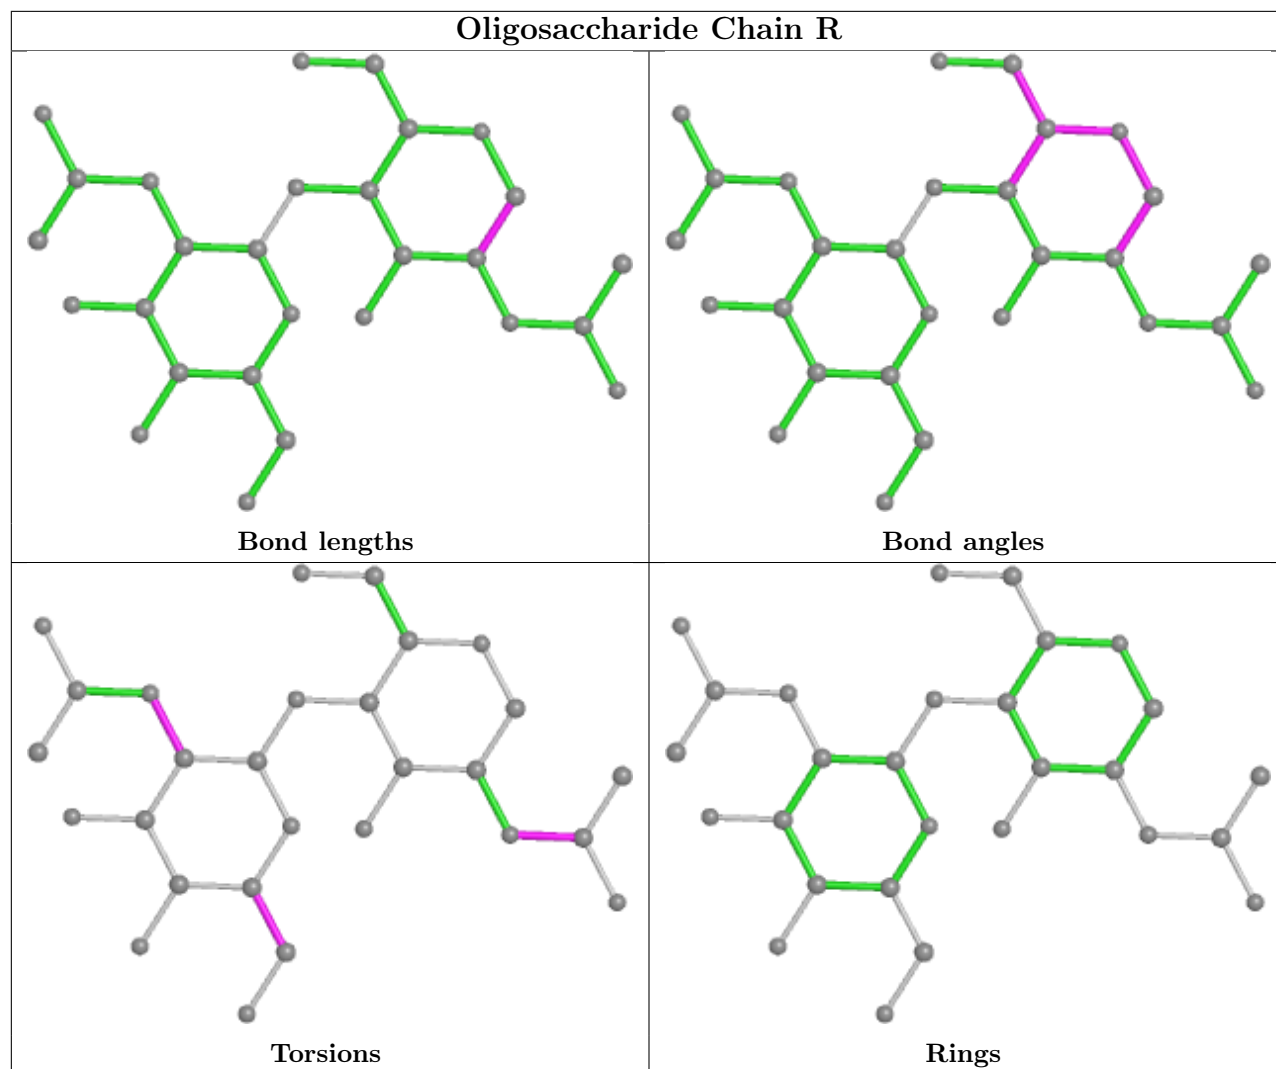 Oligosaccharide Chain R
Bond lengths
Bond angles
Torsions
Rings